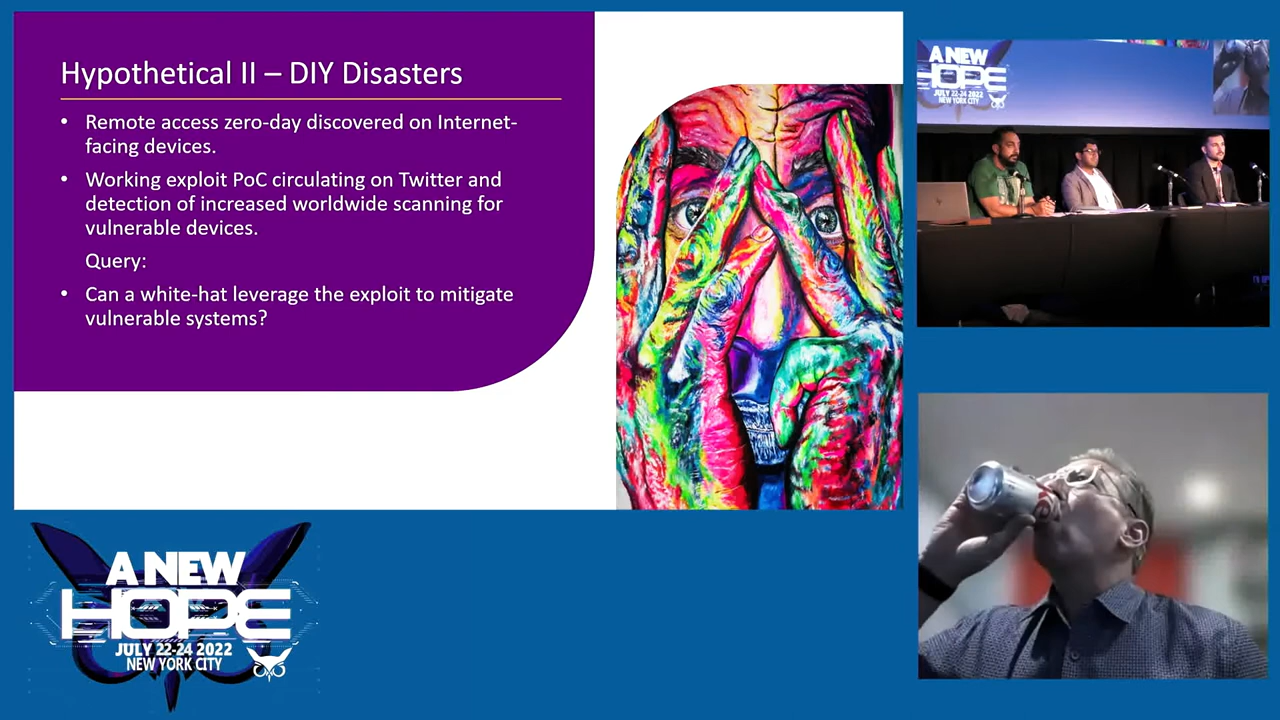 Hypothetical II – DIY Disasters
• Remote access zero-day discovered on Internet-
facing devices.
• Working exploit PoC circulating on Twitter and
detection of increased worldwide scanning for
vulnerable devices.
Query:
• Can a white-hat leverage the exploit to mitigate
vulnerable systems?
A NEW
HOPE
JULY 22-24 2022
NEW YORK CITY
A NEW
HOPE
JULY 22-24 2022
NEW YORK CITY